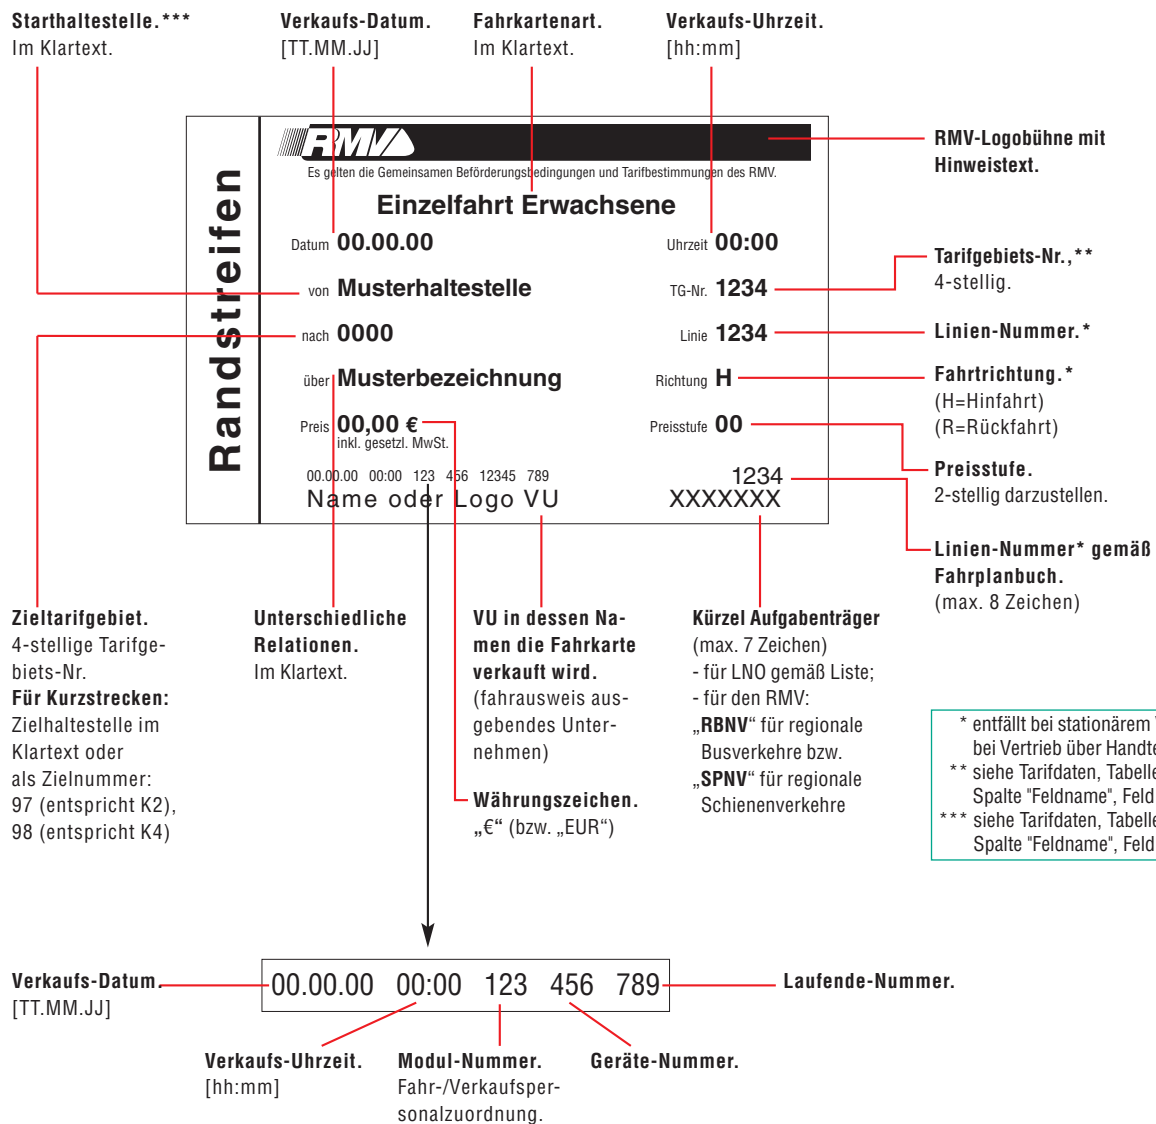 Starthaltestelle.***
Im Klartext.
Verkaufs-Datum.
[TT.MM.JJ]
Fahrkartenart.
Im Klartext.
Verkaufs-Uhrzeit.
[hh:mm]
Randstreifen
RMV
Es gelten die Gemeinsamen Beförderungsbedingungen und Tarifbestimmungen des RMV.
Einzelfahrt Erwachsene
Datum 00.00.00 Uhrzeit 00:00
von Musterhaltestelle TG-Nr. 1234
nach 0000 Linie 1234
über Musterbezeichnung Richtung H
Preis 00,00 € Preisstufe 00
inkl. gesetzl. MwSt.
00.00.00 00:00 123 456 12345 789 1234
Name oder Logo VU XXXXXXX
RMV-Logobühne mit
Hinweistext.
Tarifgebiets-Nr.,**
4-stellig.
Linien-Nummer.*
Fahrtrichtung.*
(H=Hinfahrt)
(R=Rückfahrt)
Preisstufe.
2-stellig darzustellen.
Linien-Nummer* gemäß
Fahrplanbuch.
(max. 8 Zeichen)
Zieltarifgebiet.
4-stellige Tarifge-
biets-Nr.
Für Kurzstrecken:
Zielhaltestelle im
Klartext oder
als Zielnummer:
97 (entspricht K2),
98 (entspricht K4)
Unterschiedliche
Relationen.
Im Klartext.
VU in dessen Na-
men die Fahrkarte
verkauft wird.
(fahrausweis aus-
gebendes Unter-
nehmen)
Währungszeichen.
„€“ (bzw. „EUR“)
Kürzel Aufgabenträger
(max. 7 Zeichen)
- für LNO gemäß Liste;
- für den RMV:
„RBNV“ für regionale
Busverkehre bzw.
„SPNV“ für regionale
Schienenverkehre
* entfällt bei stationärem
bei Vertrieb über
** siehe Tarifdaten,
Spalte "Feldname", Feld
*** siehe Tarifdaten,
Spalte "Feldname", Feld
Verkaufs-Datum.
[TT.MM.JJ]
00.00.00 00:00 123 456 789
Laufende-Nummer.
Verkaufs-Uhrzeit.
[hh:mm]
Modul-Nummer.
Fahr-/Verkaufsper-
sonalzuordnung.
Geräte-Nummer.